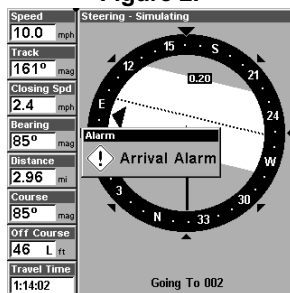 Figure 2.
Speed
10.0 mph
Track
161° mag
Closing Spd
2.4 mph
Bearing
85° mag
Distance
2.96 mi
Course
85° mag
Off Course
46 L ft
Travel Time
1:14:02
Steering - Simulating
15 S
12 21
0.20
E 24
W
3 30
N 33
Alarm
! Arrival Alarm
Going To 002